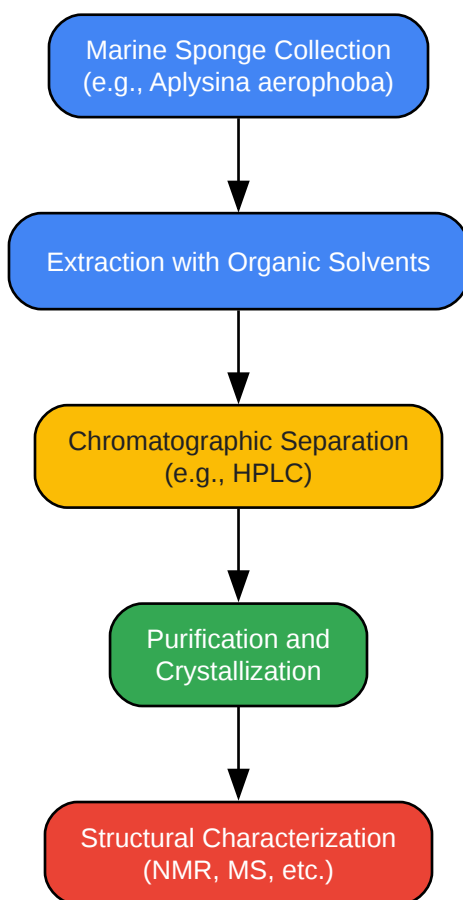 Marine Sponge Collection
(e.g., Aplysina aerophoba)
Extraction with Organic Solvents
Chromatographic Separation
(e.g., HPLC)
Purification and
Crystallization
Structural Characterization
(NMR, MS, etc.)